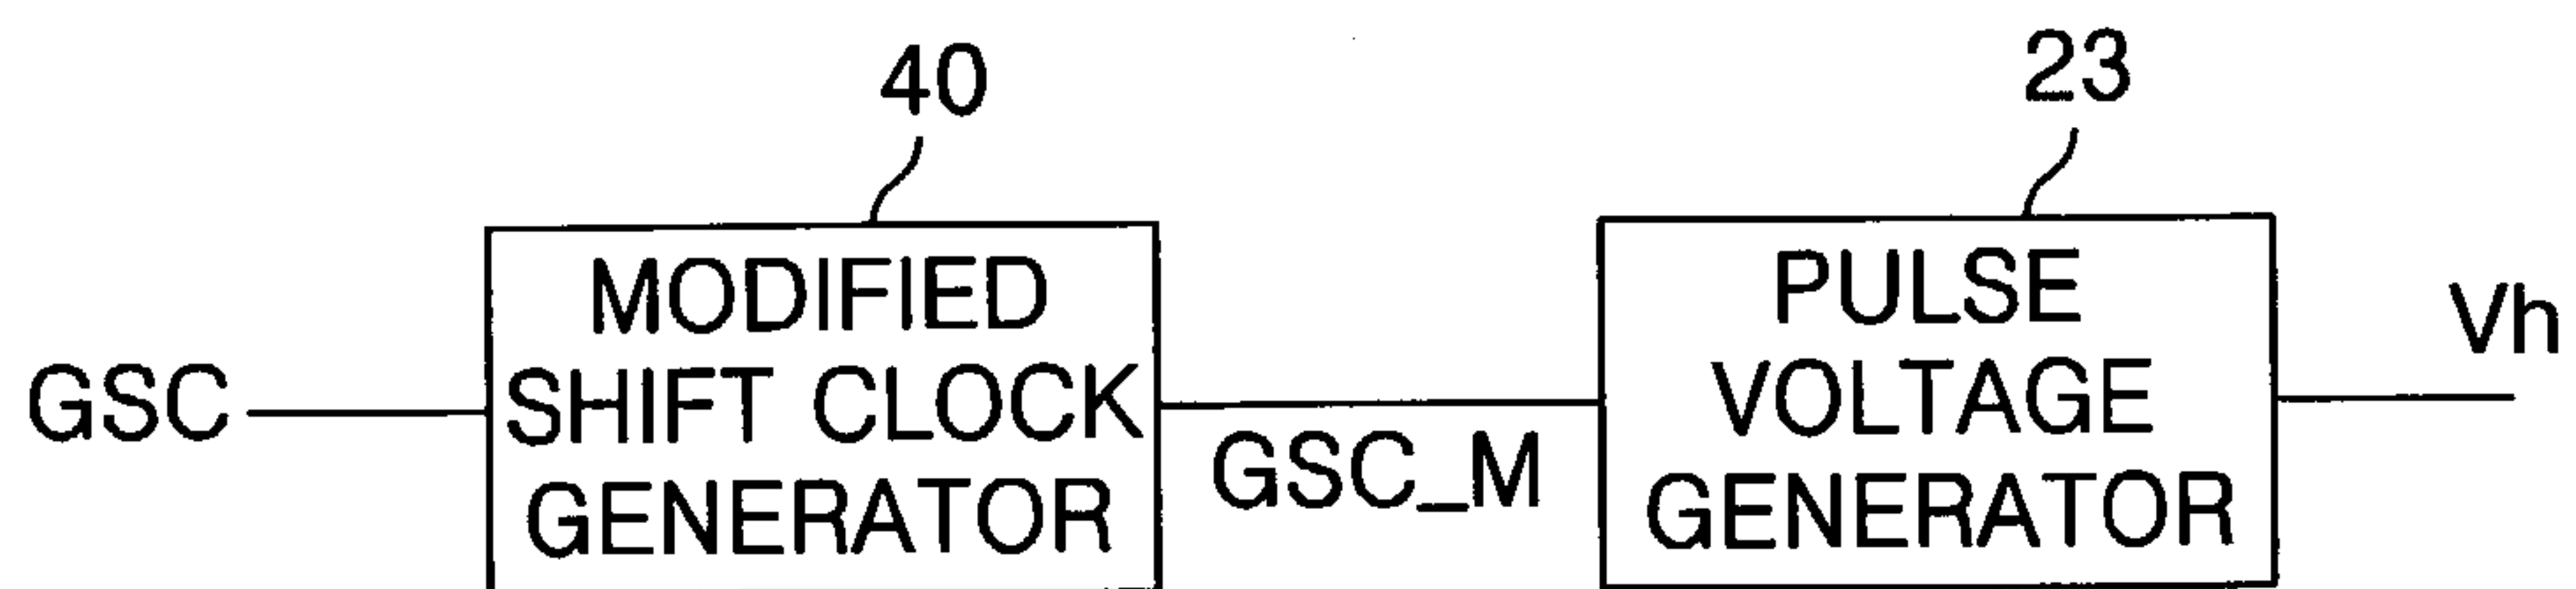 40
23
MODIFIED
SHIFT CLOCK
GENERATOR
PULSE
VOLTAGE
GENERATOR
GSC
GSC_M
Vh